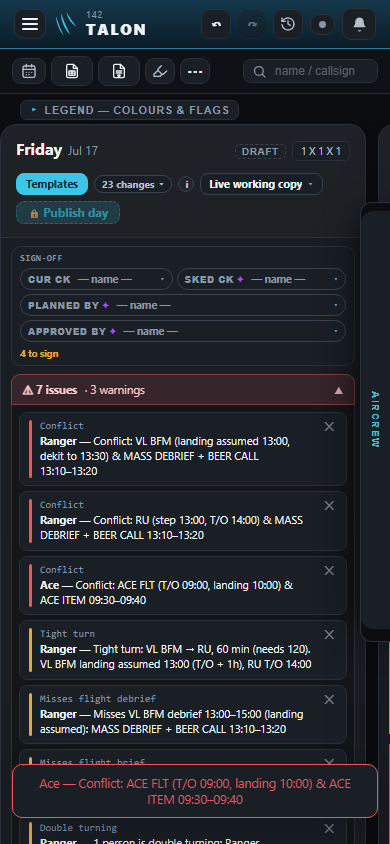 142
TALON
name / callsign
LEGEND — COLOURS & FLAGS
Friday Jul 17
DRAFT
1 X 1 X 1
Templates
23 changes
i
Live working copy
Publish day
SIGN-OFF
CUR CK — name —
SKED CK — name —
PLANNED BY — name —
APPROVED BY — name —
4 to sign
7 issues · 3 warnings
Conflict
Ranger — Conflict: VL BFM (landing assumed 13:00,
dekit to 13:30) & MASS DEBRIEF + BEER CALL
13:10–13:20
Conflict
Ranger — Conflict: RU (step 13:00, T/O 14:00) & MASS
DEBRIEF + BEER CALL 13:10–13:20
Conflict
Ace — Conflict: ACE FLT (T/O 09:00, landing 10:00) &
ACE ITEM 09:30–09:40
Tight turn
Ranger — Tight turn: VL BFM → RU, 60 min (needs 120).
VL BFM landing assumed 13:00 (T/O + 1h), RU T/O 14:00
Misses flight debrief
Ranger — Misses VL BFM debrief 13:00–15:00 (landing
assumed): MASS DEBRIEF + BEER CALL 13:10–13:20
Misses flight brief
Ace — Conflict: ACE FLT (T/O 09:00, landing 10:00) & ACE
ITEM 09:30–09:40
Double turning
Ranger — 1 person is double turning: Ranger
AIRCREW